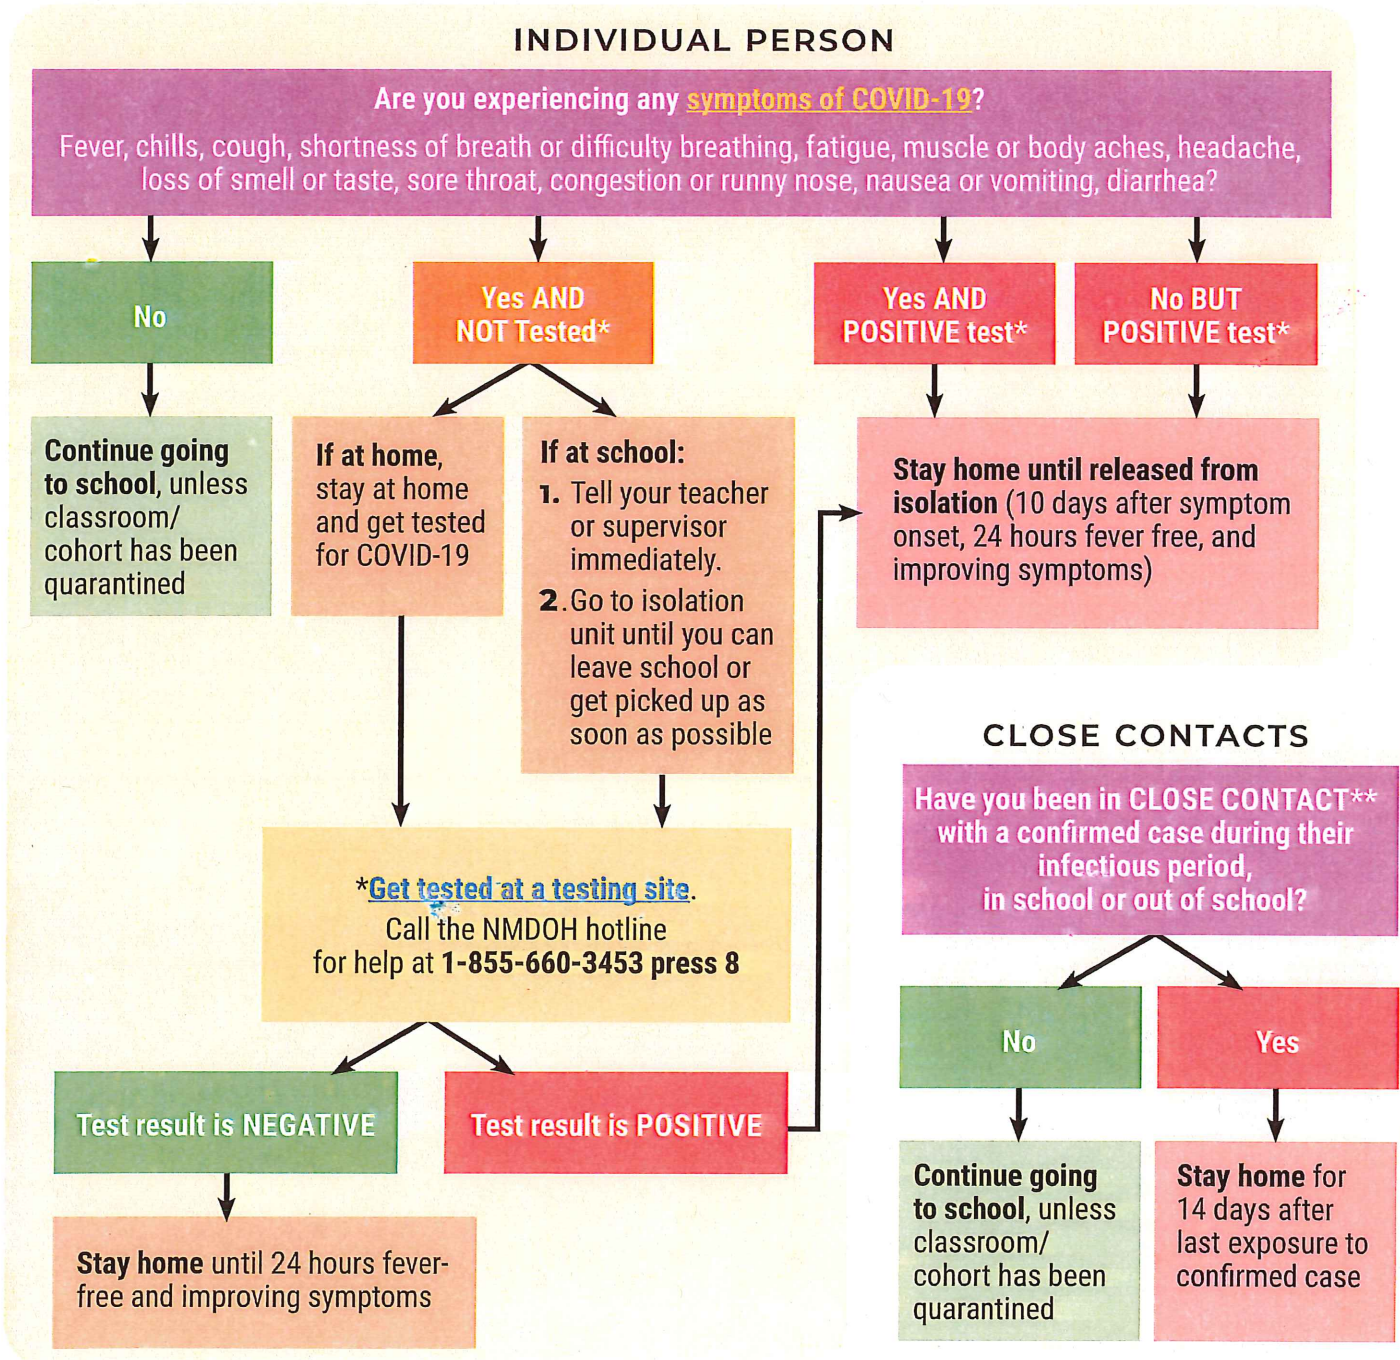 INDIVIDUAL PERSON
Are you experiencing any symptoms of COVID-19?
Fever, chills, cough, shortness of breath or difficulty breathing, fatigue, muscle or body aches, headache,
loss of smell or taste, sore throat, congestion or runny nose, nausea or vomiting, diarrhea?
No
Yes AND
NOT Tested*
Yes AND
POSITIVE test*
No BUT
POSITIVE test*
Continue going
to school, unless
classroom/
cohort has been
quarantined
If at home,
stay at home
and get tested
for COVID-19
If at school:
1. Tell your teacher
or supervisor
immediately.
2. Go to isolation
unit until you can
leave school or
get picked up as
soon as possible
Stay home until released from
isolation (10 days after symptom
onset, 24 hours fever free, and
improving symptoms)
*Get tested at a testing site.
Call the NMDOH hotline
for help at 1-855-660-3453 press 8
Test result is NEGATIVE
Test result is POSITIVE
Stay home until 24 hours fever-
free and improving symptoms
CLOSE CONTACTS
Have you been in CLOSE CONTACT**
with a confirmed case during their
infectious period,
in school or out of school?
No
Yes
Continue going
to school, unless
classroom/
cohort has been
quarantined
Stay home for
14 days after
last exposure to
confirmed case